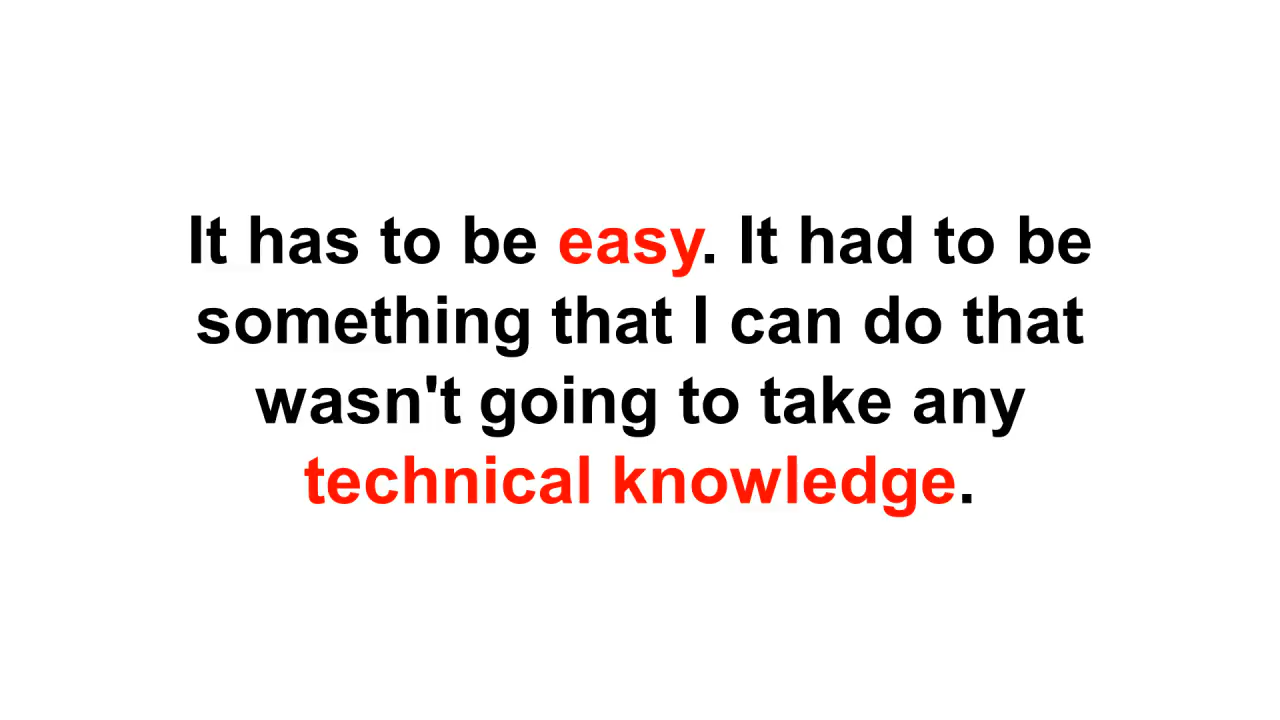 It has to be easy. It had to be
something that I can do that
wasn't going to take any
technical knowledge.